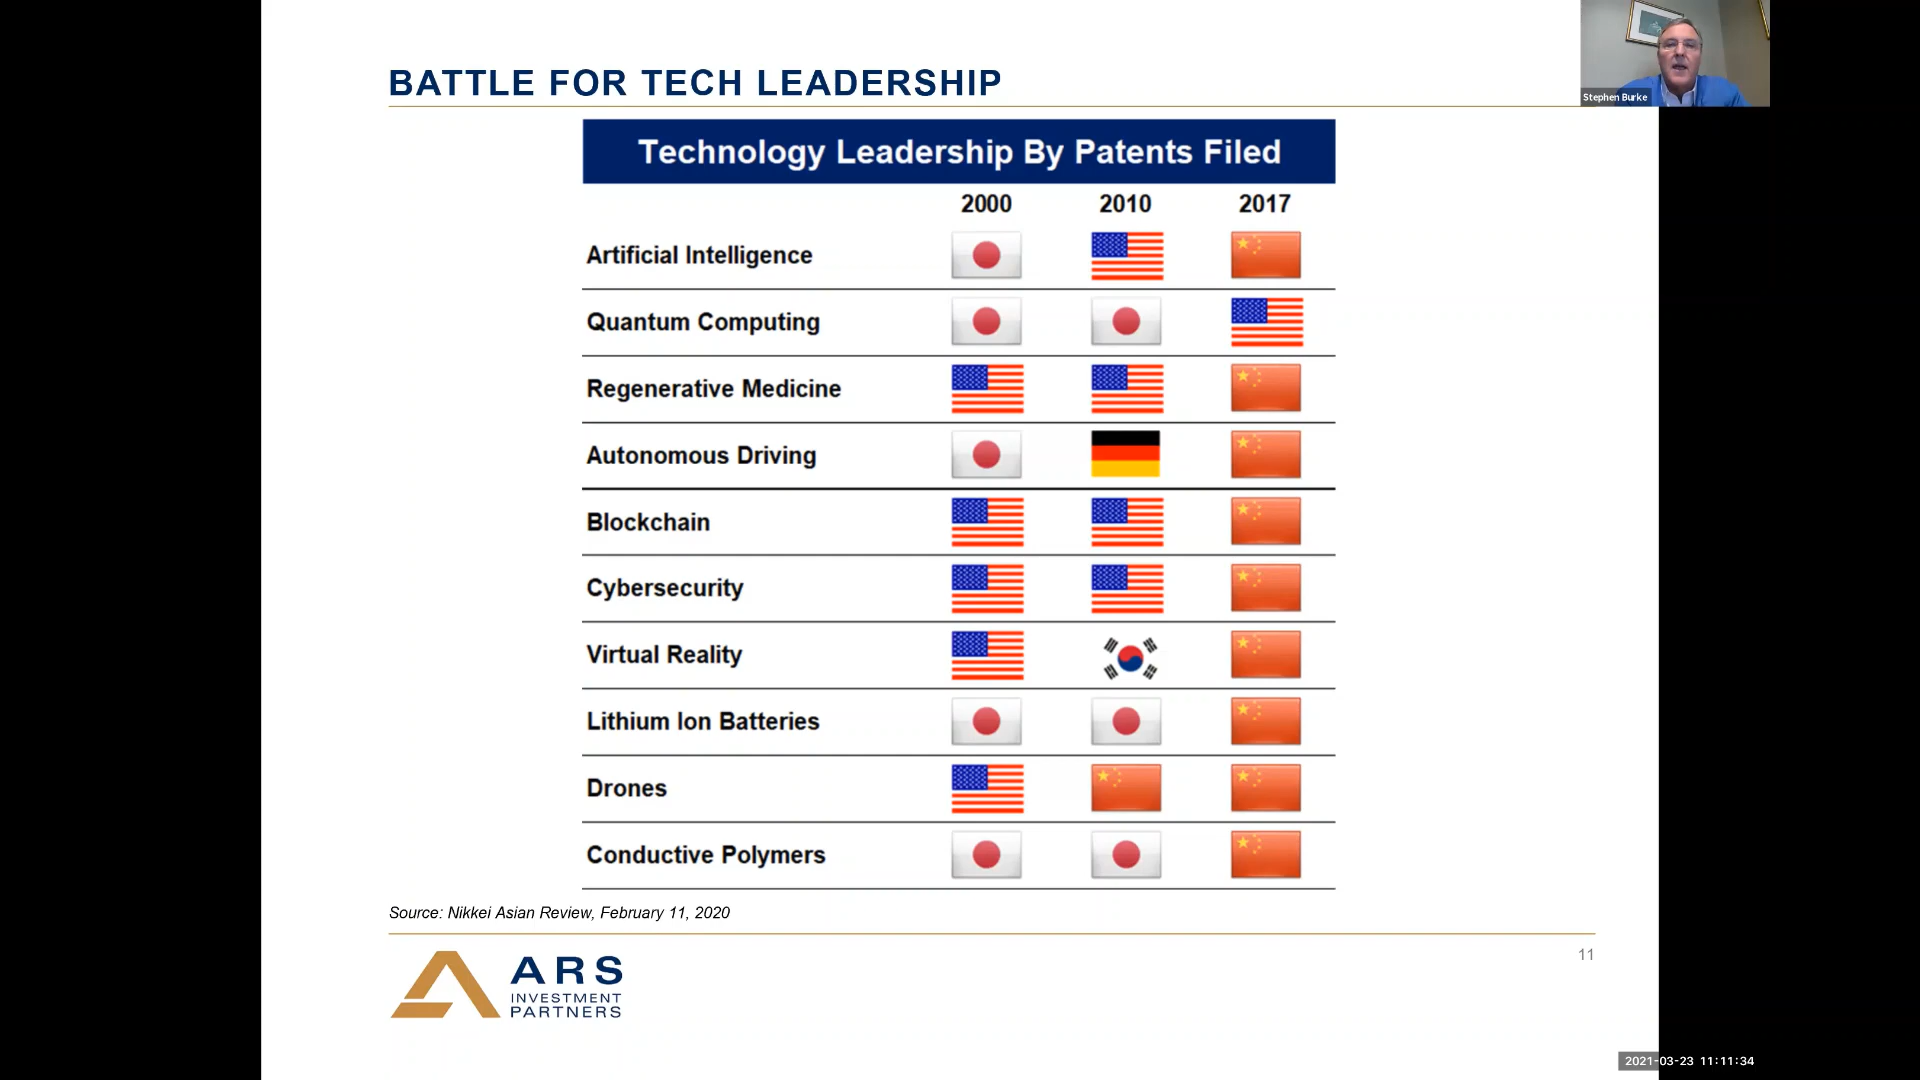 BATTLE FOR TECH LEADERSHIP
Stephen Burke
Technology Leadership By Patents Filed
2000 2010 2017
Artificial Intelligence
Quantum Computing
Regenerative Medicine
Autonomous Driving
Blockchain
Cybersecurity
Virtual Reality
Lithium Ion Batteries
Drones
Conductive Polymers
Source: Nikkei Asian Review, February 11, 2020
11
ARS
INVESTMENT
PARTNERS
2021-03-23 11:11:34